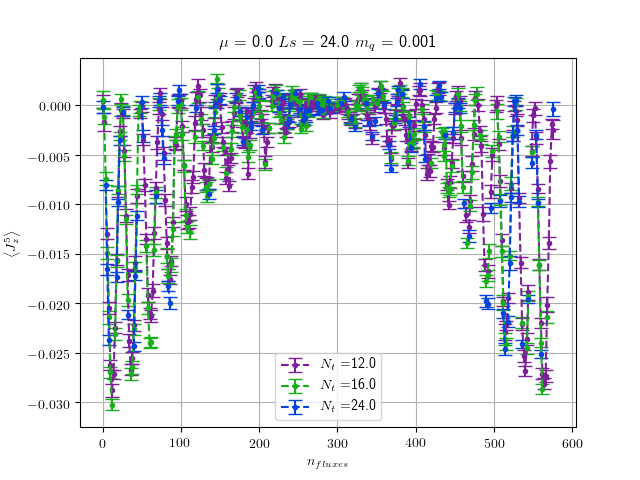 μ = 0.0 Ls = 24.0 m_q = 0.001
⟨J_z^5⟩
0.000
−0.005
−0.010
−0.015
−0.020
−0.025
−0.030
N_t =12.0
N_t =16.0
N_t =24.0
0 100 200 300 400 500 600
n_fluxes